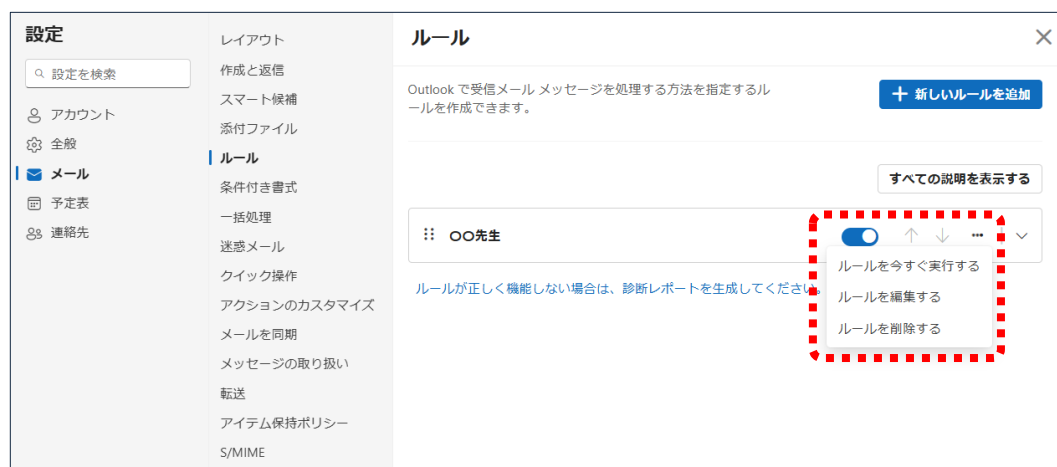 設定
設定を検索
アカウント
全般
メール
予定表
連絡先
レイアウト
作成と返信
スマート候補
添付ファイル
ルール
条件付き書式
一括処理
迷惑メール
クイック操作
アクションのカスタマイズ
メールを同期
メッセージの取り扱い
転送
アイテム保持ポリシー
S/MIME
ルール
Outlook で受信メール メッセージを処理する方法を指定するル
ールを作成できます。
新しいルールを追加
すべての説明を表示する
〇〇先生
ルールが正しく機能しない場合は、診断レポートを生成してください。
ルールを今すぐ実行する
ルールを編集する
ルールを削除する